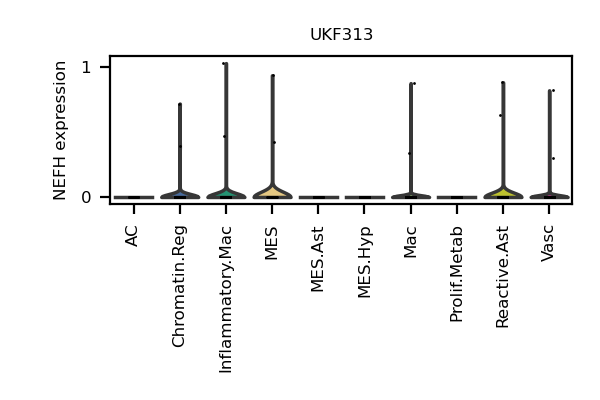 UKF313
NEFH expression
1
0
AC
Chromatin.Reg
Inflammatory.Mac
MES
MES.Ast
MES.Hyp
Mac
Prolif.Metab
Reactive.Ast
Vasc